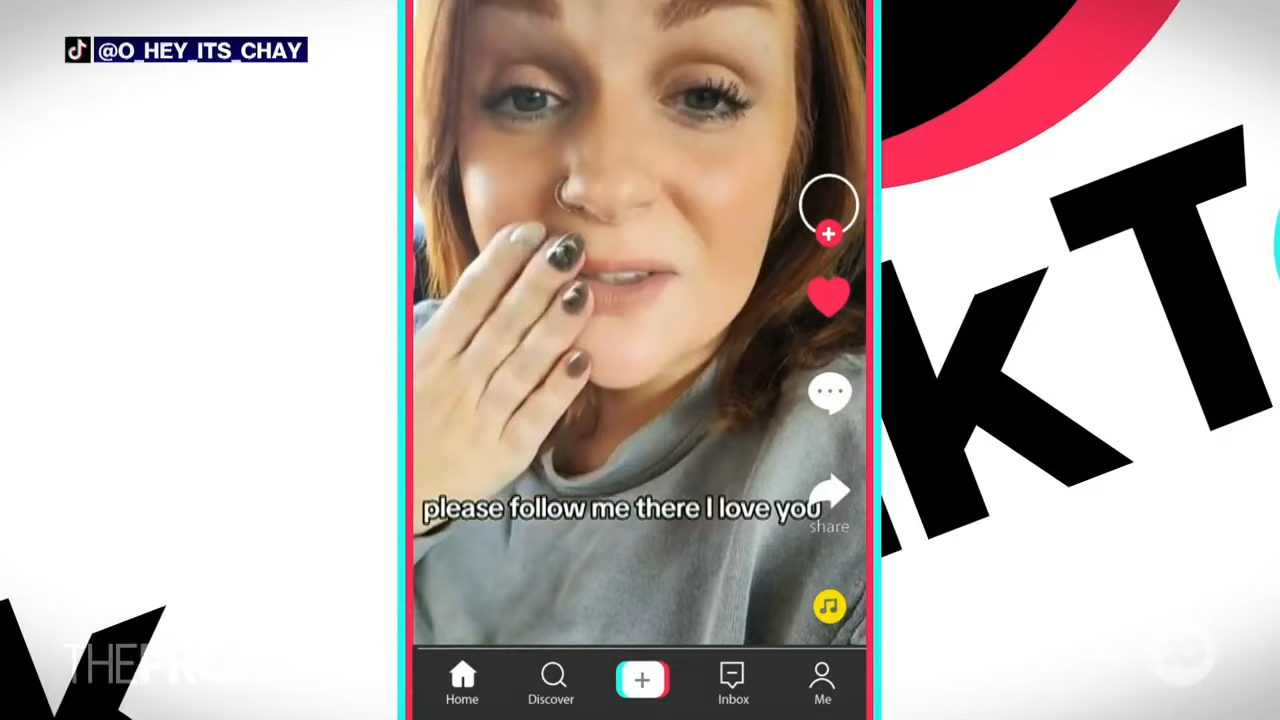 @O_HEY_ITS_CHAY
please follow me there I love you
share
Home
Discover
Inbox
Me